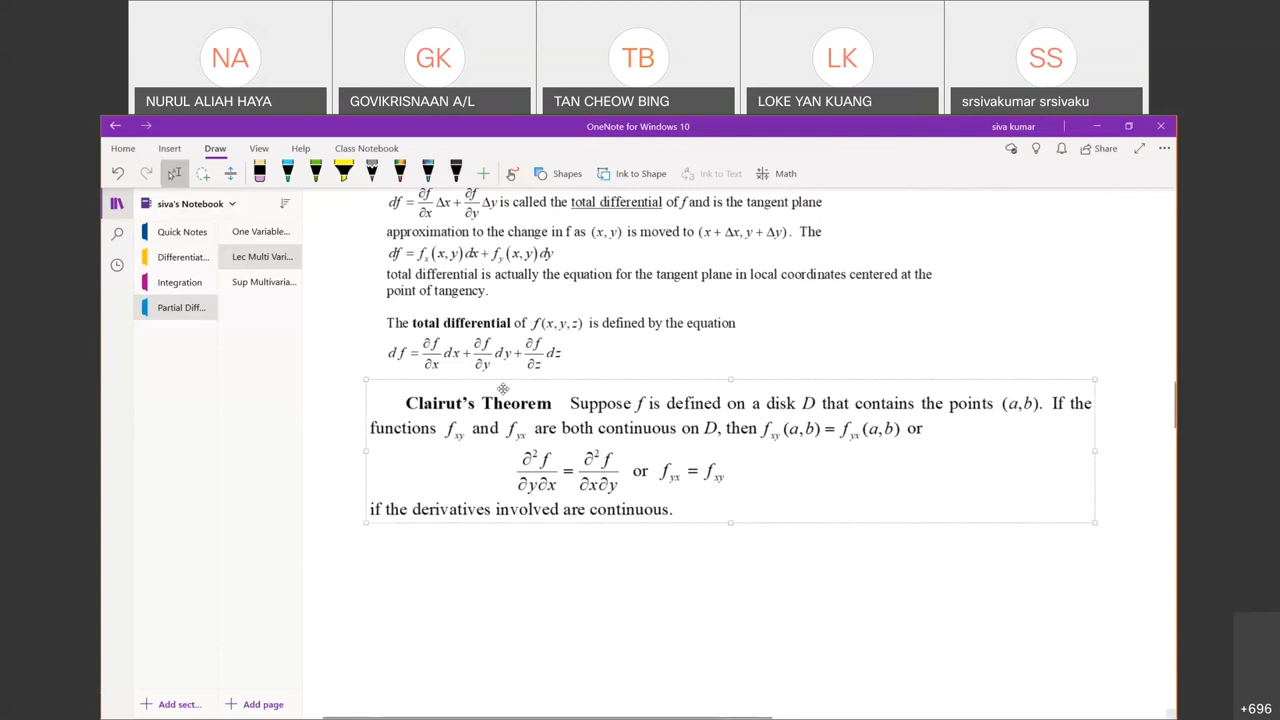 NA GK TB LK SS
NURUL ALIAH HAYA GOVIKRISNAAN A/L TAN CHEOW BING LOKE YAN KUANG srsivakumar srsivaku
OneNote for Windows 10 siva kumar
Home Insert Draw View Help Class Notebook Share
Shapes Ink to Shape Ink to Text Math
siva's Notebook
Quick Notes
Differentiat...
Integration
Partial Diff...
One Variable...
Lec Multi Vari...
Sup Multivaria...
df = ∂f/∂x Δx + ∂f/∂y Δy is called the total differential of f and is the tangent plane
approximation to the change in f as (x, y) is moved to (x + Δx, y + Δy). The
df = fₓ(x, y)dx + f_y(x, y)dy
total differential is actually the equation for the tangent plane in local coordinates centered at the
point of tangency.
The total differential of f(x, y, z) is defined by the equation
d f = ∂f/∂x dx + ∂f/∂y dy + ∂f/∂z dz
Clairut's Theorem Suppose f is defined on a disk D that contains the points (a,b). If the
functions f_xy and f_yx are both continuous on D, then f_xy(a,b) = f_yx(a,b) or
∂²f/∂y∂x = ∂²f/∂x∂y or f_yx = f_xy
if the derivatives involved are continuous.
Add sect... Add page
+696